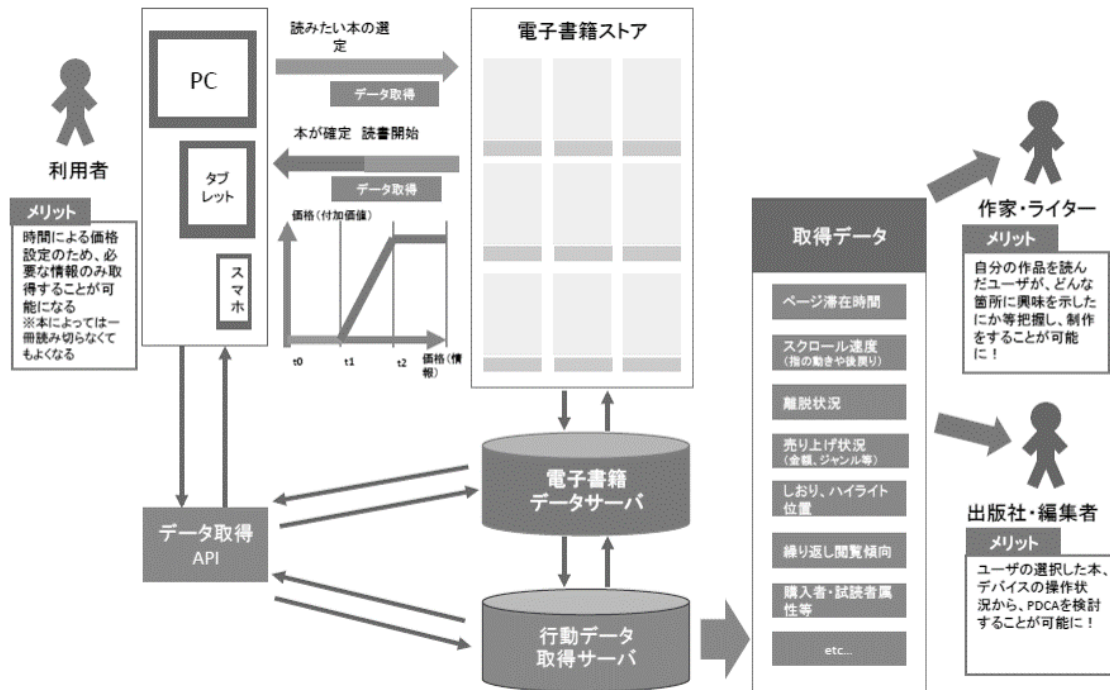 利用者
メリット
時間による価格
設定のため、必
要な情報のみ取
得することが可
能になる
※本によっては一
冊読み切らなくて
もよくなる
PC
タブ
レット
スマホ
読みたい本の選
定
データ取得
本が確定 読書開始
データ取得
価格(付加価値)
t0
t1
t2
価格(情
報)
電子書籍ストア
データ取得
API
電子書籍
データサーバ
行動データ
取得サーバ
取得データ
ページ滞在時間
スクロール速度
(指の動きや後戻り)
離脱状況
売り上げ状況
(金額、ジャンル等)
しおり、ハイライト
位置
繰り返し閲覧傾向
購入者・試読者属
性等
etc...
作家・ライター
メリット
自分の作品を読ん
だユーザが、どんな
箇所に興味を示した
にか等把握し、制作
をすることが可能
に！
出版社・編集者
メリット
ユーザの選択した本、
デバイスの操作状
況から、PDCAを検討
することが可能に！